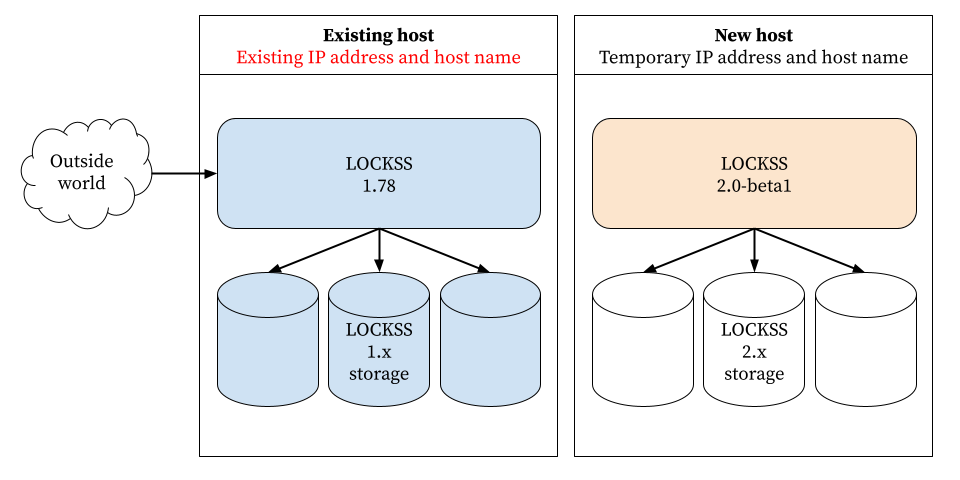 Existing host
Existing IP address and host name
New host
Temporary IP address and host name
Outside
world
LOCKSS
1.78
LOCKSS
2.0-beta1
LOCKSS
1.x
storage
LOCKSS
2.x
storage